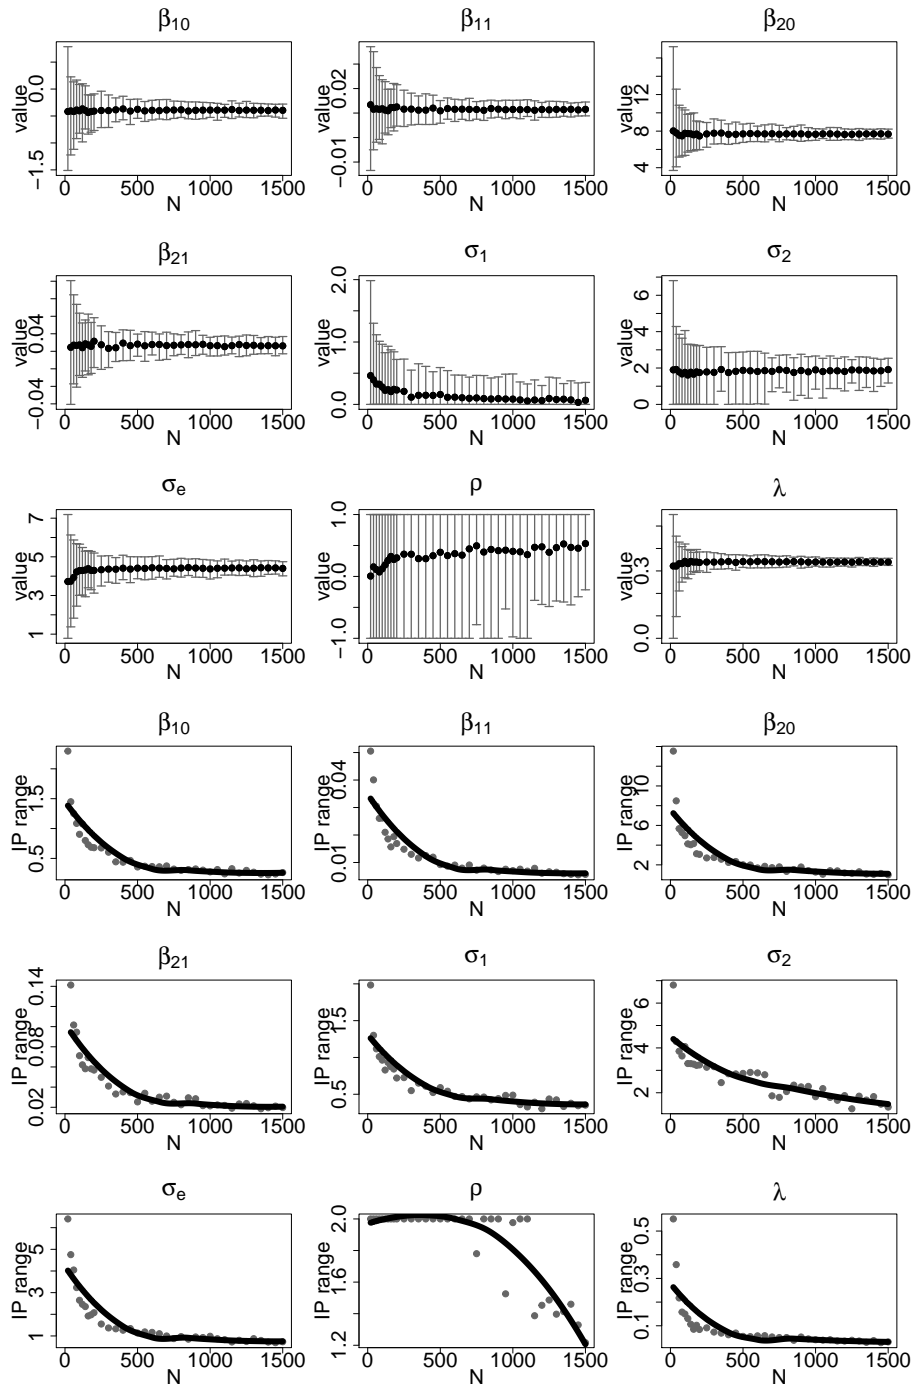 β10 β11 β20
value 0.0 −1.5 0 500 1000 1500 N
value 0.02 −0.01 0 500 1000 1500 N
value 12 8 4 0 500 1000 1500 N
β21 σ1 σ2
value 0.04 −0.04 0 500 1000 1500 N
value 2.0 1.0 0.0 0 500 1000 1500 N
value 6 4 2 0 0 500 1000 1500 N
σe ρ λ
value 7 5 3 1 0 500 1000 1500 N
value 1.0 0.0 −1.0 0 500 1000 1500 N
value 0.3 0.0 0 500 1000 1500 N
β10 β11 β20
IP range 1.5 0.5 0 500 1000 1500 N
IP range 0.04 0.01 0 500 1000 1500 N
IP range 10 6 2 0 500 1000 1500 N
β21 σ1 σ2
IP range 0.14 0.08 0.02 0 500 1000 1500 N
IP range 1.5 0.5 0 500 1000 1500 N
IP range 6 4 2 0 500 1000 1500 N
σe ρ λ
IP range 5 3 1 0 500 1000 1500 N
IP range 2.0 1.6 1.2 0 500 1000 1500 N
IP range 0.5 0.3 0.1 0 500 1000 1500 N